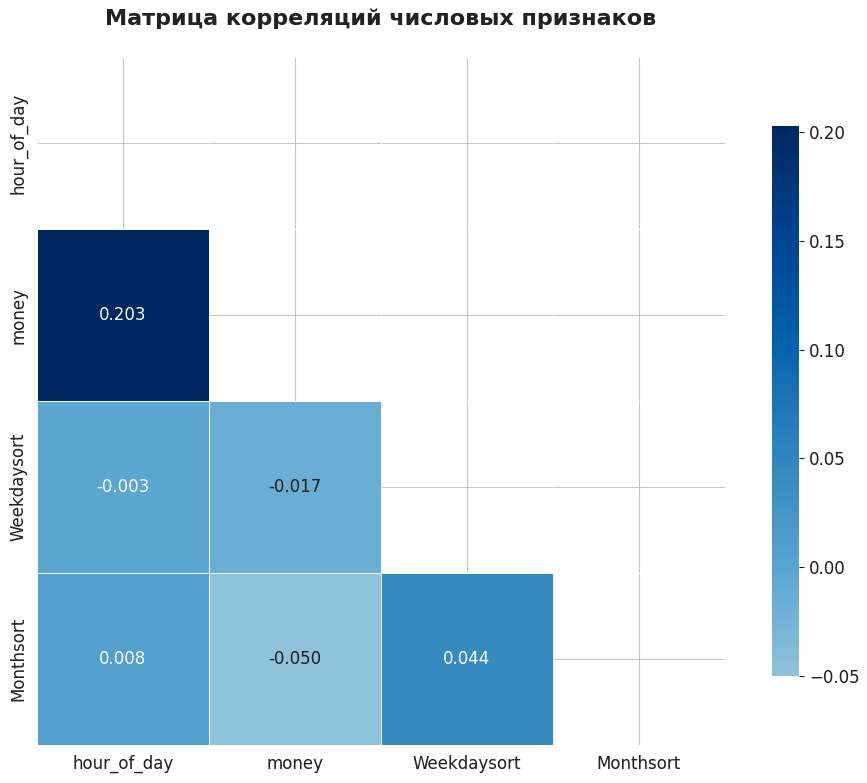 Матрица корреляций числовых признаков
hour_of_day
money
Weekdaysort
Monthsort
0.203
-0.003 -0.017
0.008 -0.050 0.044
hour_of_day money Weekdaysort Monthsort
0.20
0.15
0.10
0.05
0.00
−0.05